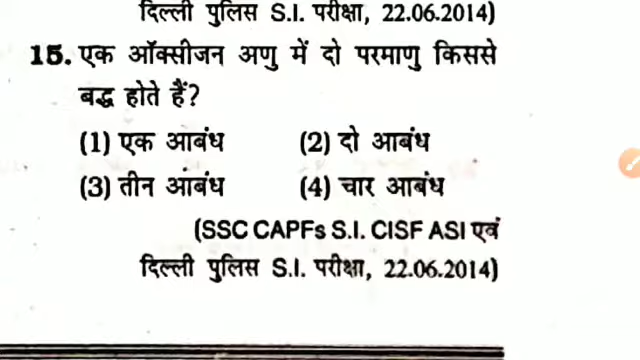 दिल्ली पुलिस S.I. परीक्षा, 22.06.2014)
15. एक ऑक्सीजन अणु में दो परमाणु किससे
बद्ध होते हैं?
(1) एक आबंध (2) दो आबंध
(3) तीन आबंध (4) चार आबंध
(SSC CAPFs S.I. CISF ASI एवं
दिल्ली पुलिस S.I. परीक्षा, 22.06.2014)